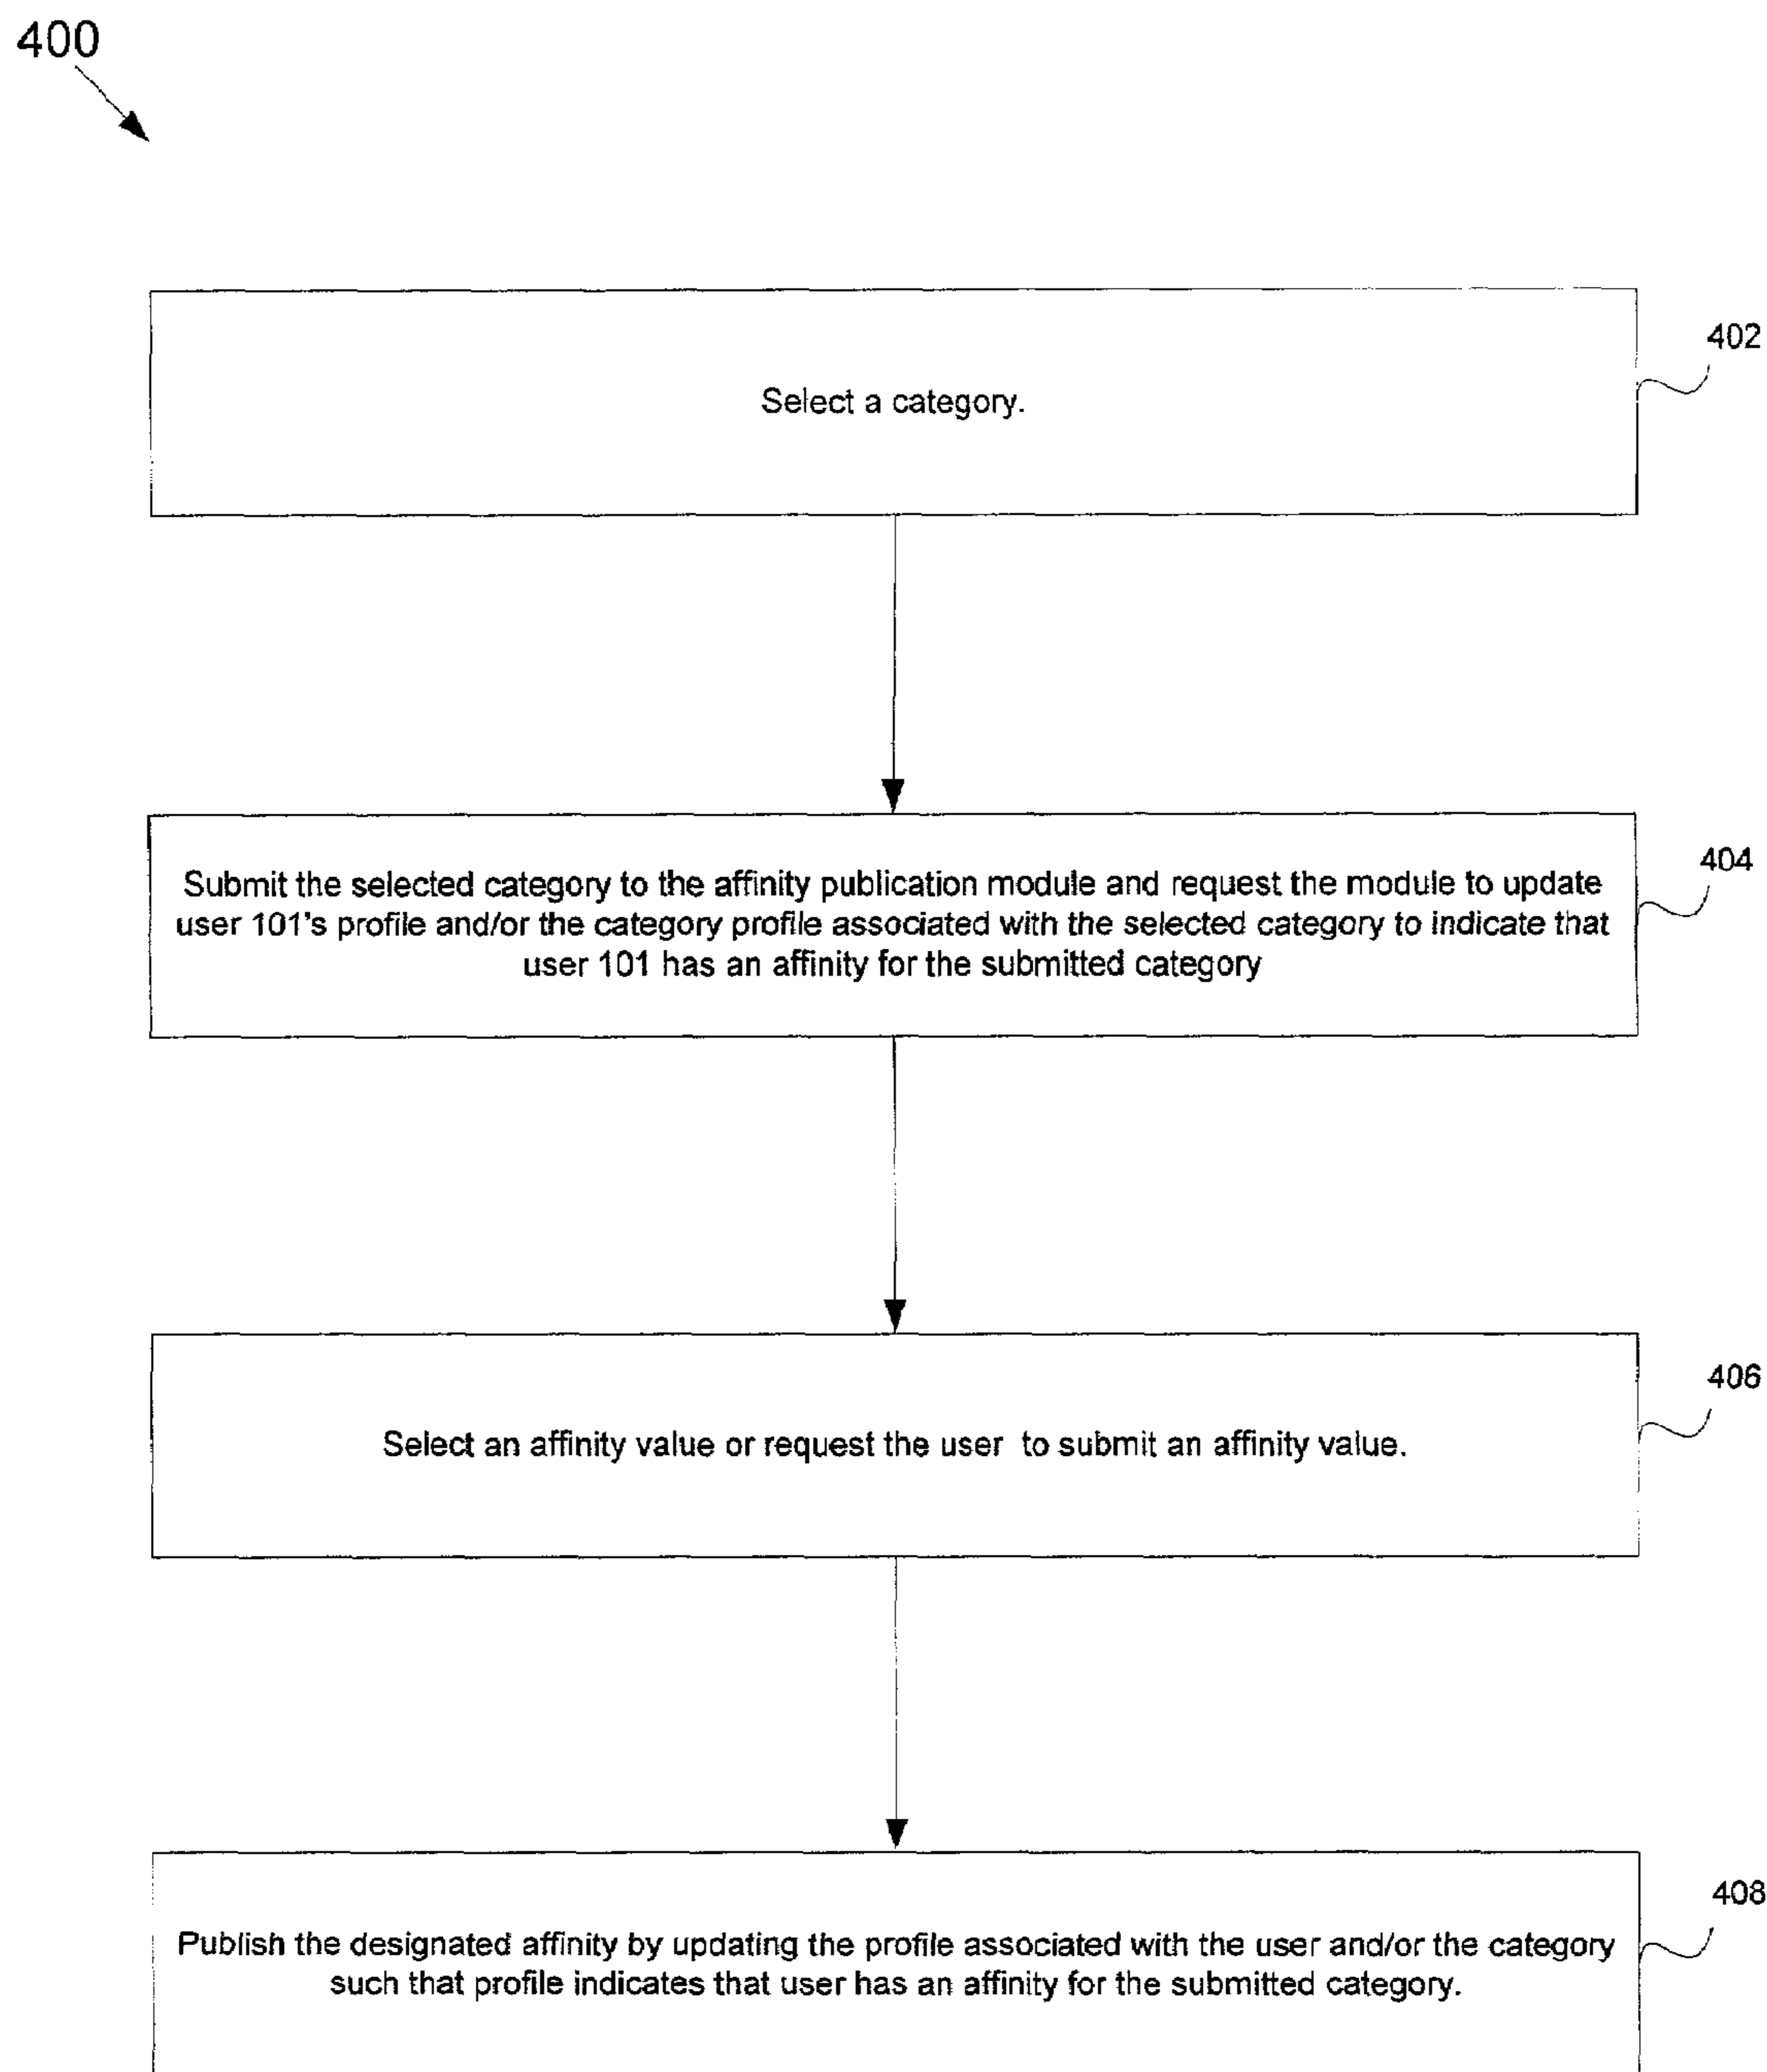 400
402
Select a category.
404
Submit the selected category to the affinity publication module and request the module to update
user 101's profile and/or the category profile associated with the selected category to indicate that
user 101 has an affinity for the submitted category
406
Select an affinity value or request the user to submit an affinity value.
408
Publish the designated affinity by updating the profile associated with the user and/or the category
such that profile indicates that user has an affinity for the submitted category.